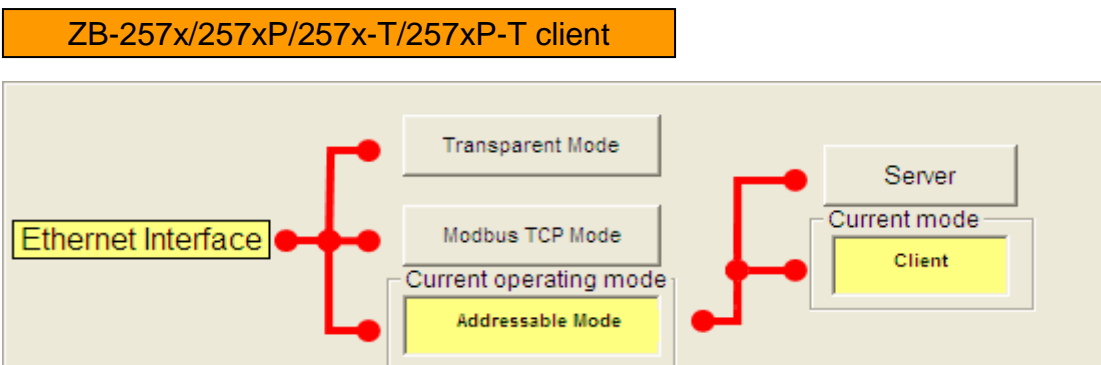 ZB-257x/257xP/257x-T/257xP-T client
Ethernet Interface
Transparent Mode
Modbus TCP Mode
Current operating mode
Addressable Mode
Server
Current mode
Client